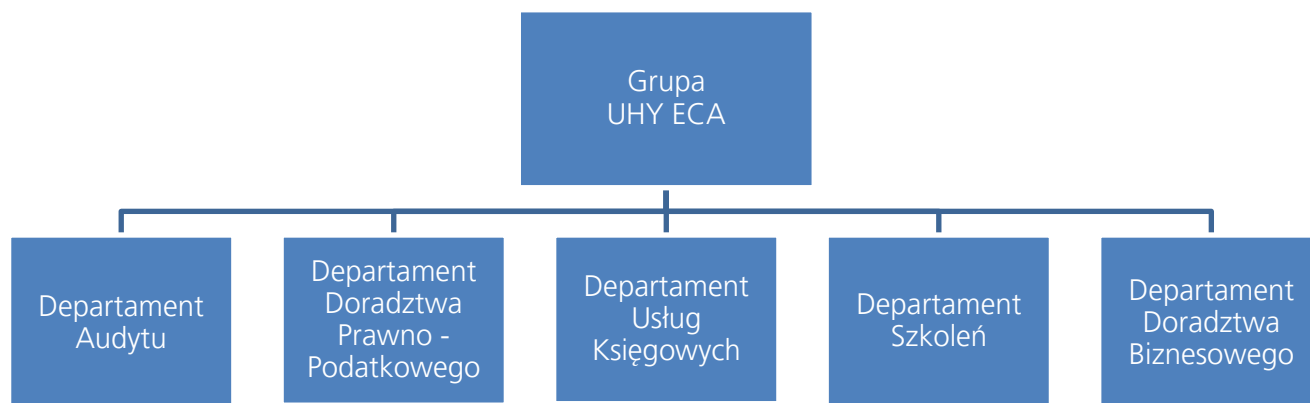 Grupa
UHY ECA
Departament
Audytu
Departament
Doradztwa
Prawno -
Podatkowego
Departament
Usług
Księgowych
Departament
Szkoleń
Departament
Doradztwa
Biznesowego